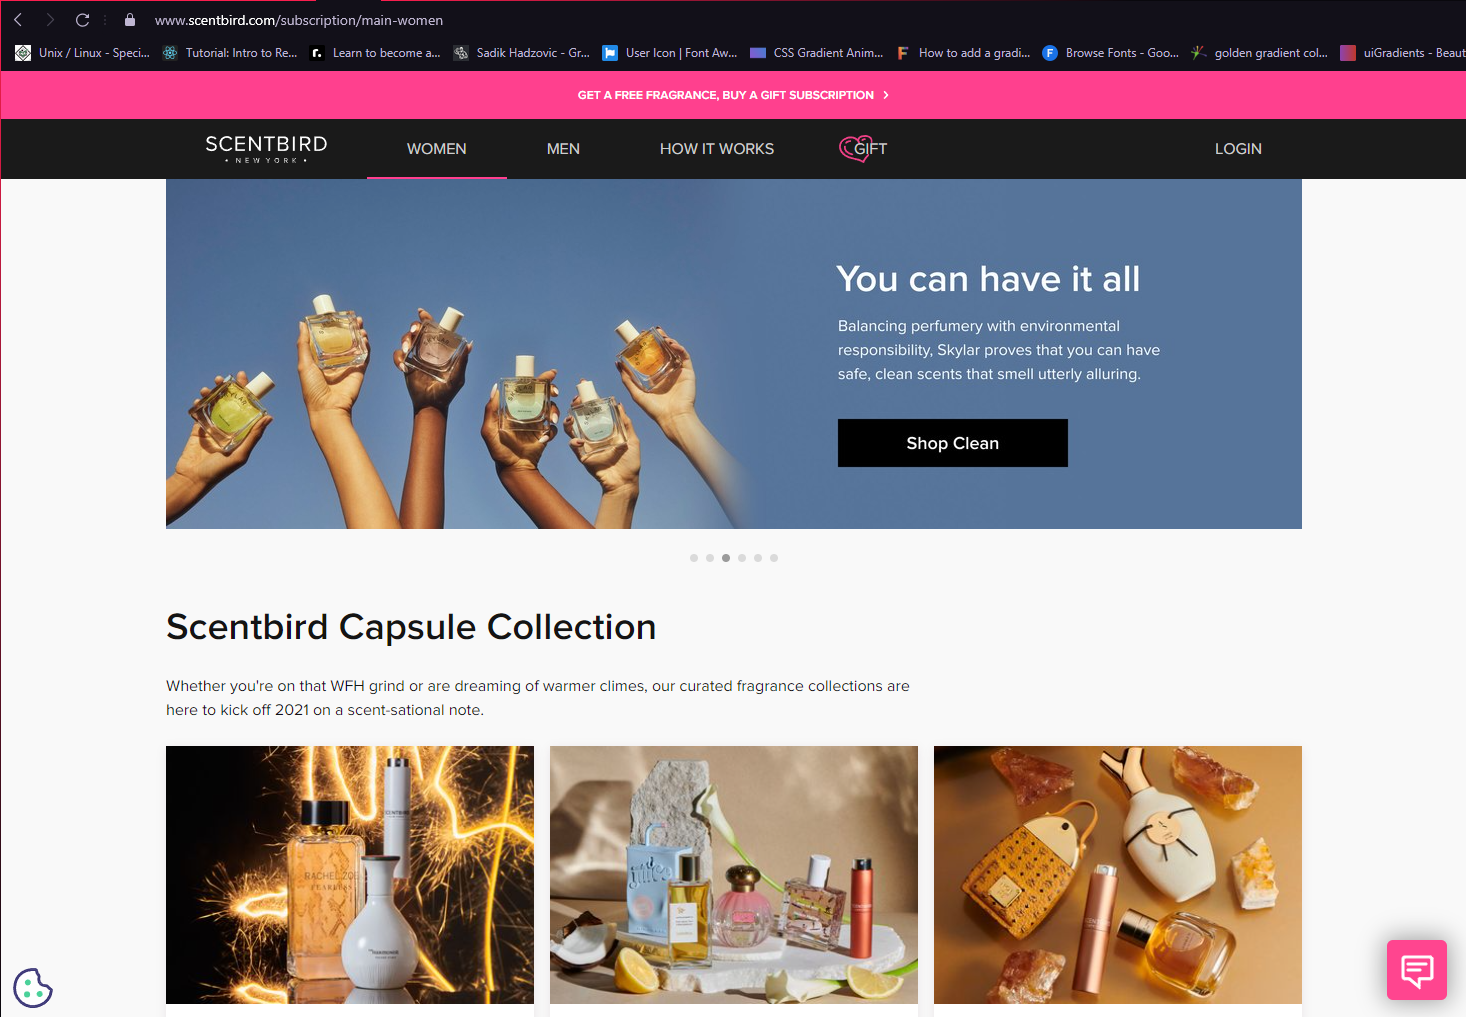 www.scentbird.com/subscription/main-women
Unix / Linux - Speci...
Tutorial: Intro to Re...
Learn to become a...
Sadik Hadzovic - Gr...
User Icon | Font Aw...
CSS Gradient Anim...
How to add a gradi...
Browse Fonts - Goo...
golden gradient col...
uiGradients - Beaut
GET A FREE FRAGRANCE, BUY A GIFT SUBSCRIPTION
SCENTBIRD
• NEW YORK •
WOMEN
MEN
HOW IT WORKS
GIFT
LOGIN
You can have it all
Balancing perfumery with environmental
responsibility, Skylar proves that you can have
safe, clean scents that smell utterly alluring.
Shop Clean
Scentbird Capsule Collection
Whether you're on that WFH grind or are dreaming of warmer climes, our curated fragrance collections are
here to kick off 2021 on a scent-sational note.
RACHEL ZOE
FEARLESS